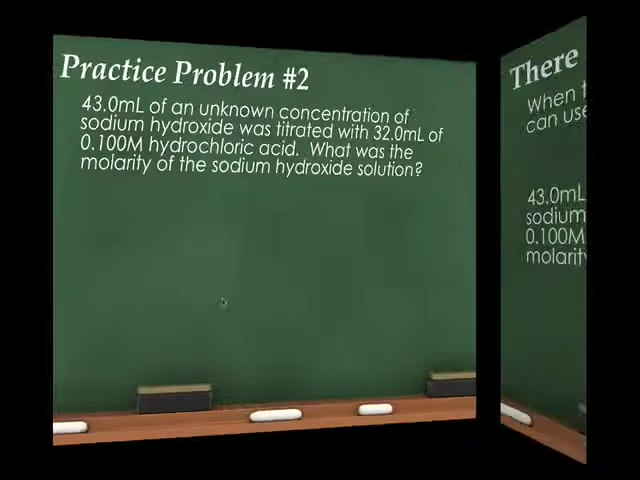 Practice Problem #2
43.0mL of an unknown concentration of
sodium hydroxide was titrated with 32.0mL of
0.100M hydrochloric acid.  What was the
molarity of the sodium hydroxide solution?
There
When
can use
43.0mL
sodium
0.100M
molarity